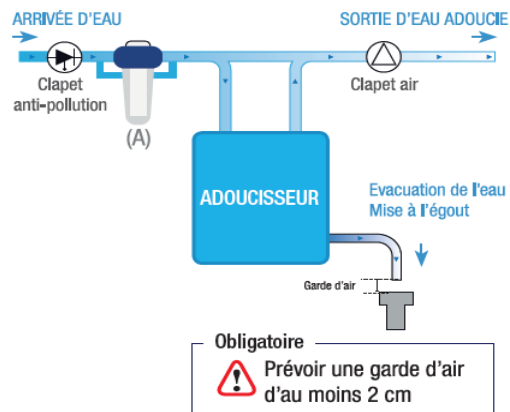 ARRIVÉE D'EAU
SORTIE D'EAU ADOUCIE
Clapet
anti-pollution
(A)
Clapet air
ADOUCISSEUR
Evacuation de l'eau
Mise à l'égout
Garde d'air
Obligatoire
Prévoir une garde d'air
d'au moins 2 cm